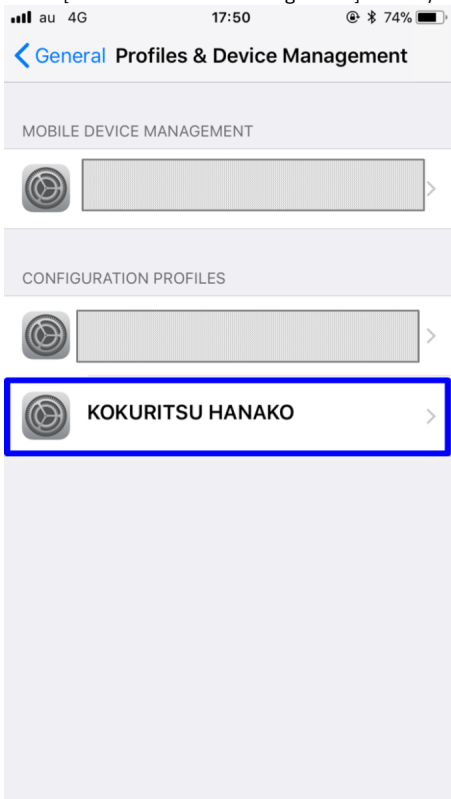 au 4G 17:50 74%
General Profiles & Device Management
MOBILE DEVICE MANAGEMENT
CONFIGURATION PROFILES
KOKURITSU HANAKO